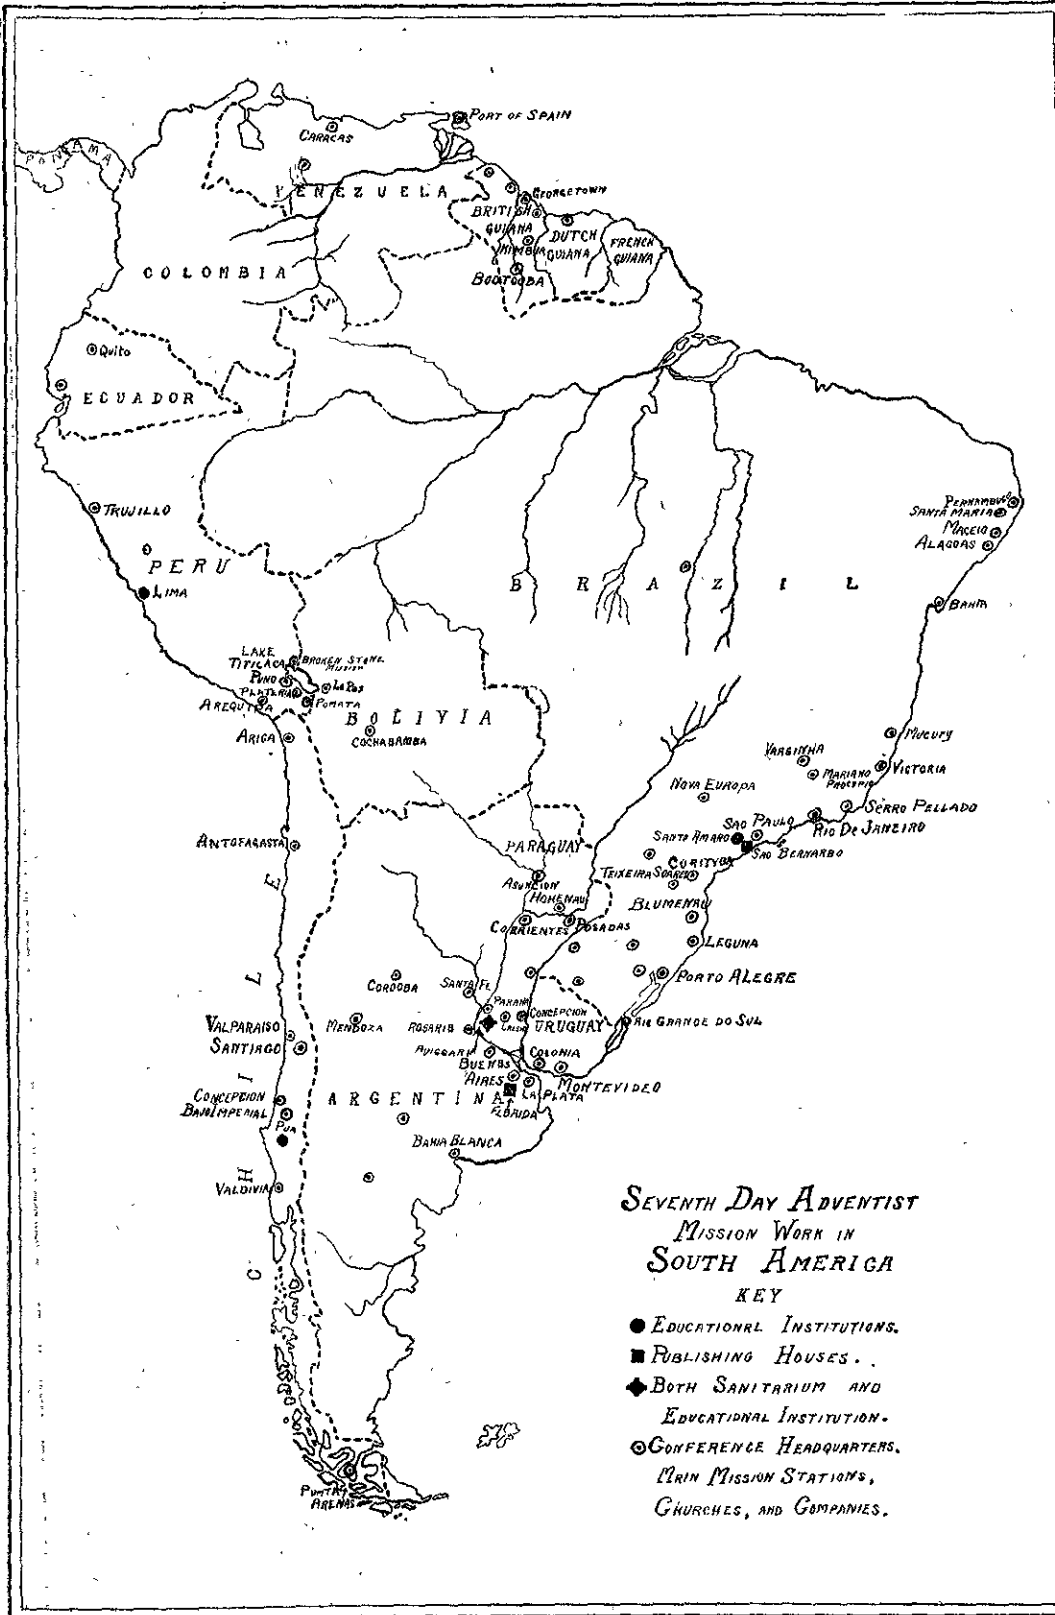 PORT OF SPAIN
CARACAS
PANAMA
VENEZUELA
GEORGETOWN
BRITISH
GUIANA
DUTCH
GUIANA
FRENCH
GUIANA
BOOTOOBA
COLOMBIA
Quito
ECUADOR
TRUJILLO
PERU
LIMA
BRAZIL
PERNAMBUCO
SANTA MARIA
MACEIO
ALAGOAS
BAHIA
LAKE
TITICACA
BROKEN STONE
MISSION
PUNO
PLATERIA
LA PAS
AREQUIPA
POMATA
BOLIVIA
COCHABAMBA
ARICA
MUCURY
VARGINHA
MARIANO
PROCOPIO
VICTORIA
NOVA EUROPA
SERRO PELLADO
SAO PAULO
RIO DE JANEIRO
SANTO AMARO
SAO BERNARDO
ANTOFAGASTA
PARAGUAY
CORITYBA
TEIXEIRA SOARES
ASUNCION
HOHENAU
BLUMENAU
CORRIENTES
POSADAS
LEGUNA
PORTO ALEGRE
CORDOBA
SANTA FE
PARANA
CONCEPCION
URUGUAY
RIO GRANDE DO SUL
VALPARAISO
SANTIAGO
MENDOZA
ROSARIO
BUENOS
AIRES
COLONIA
MONTEVIDEO
LA PLATA
FLORIDA
ARGENTINA
CONCEPCION
BAJO IMPERIAL
PUA
BAHIA BLANCA
VALDIVIA
CHILE
PUNTA
ARENAS
SEVENTH DAY ADVENTIST
MISSION WORK IN
SOUTH AMERICA
KEY
EDUCATIONAL INSTITUTIONS.
PUBLISHING HOUSES.
BOTH SANITARIUM AND
EDUCATIONAL INSTITUTION.
CONFERENCE HEADQUARTERS.
MAIN MISSION STATIONS,
CHURCHES, AND COMPANIES.